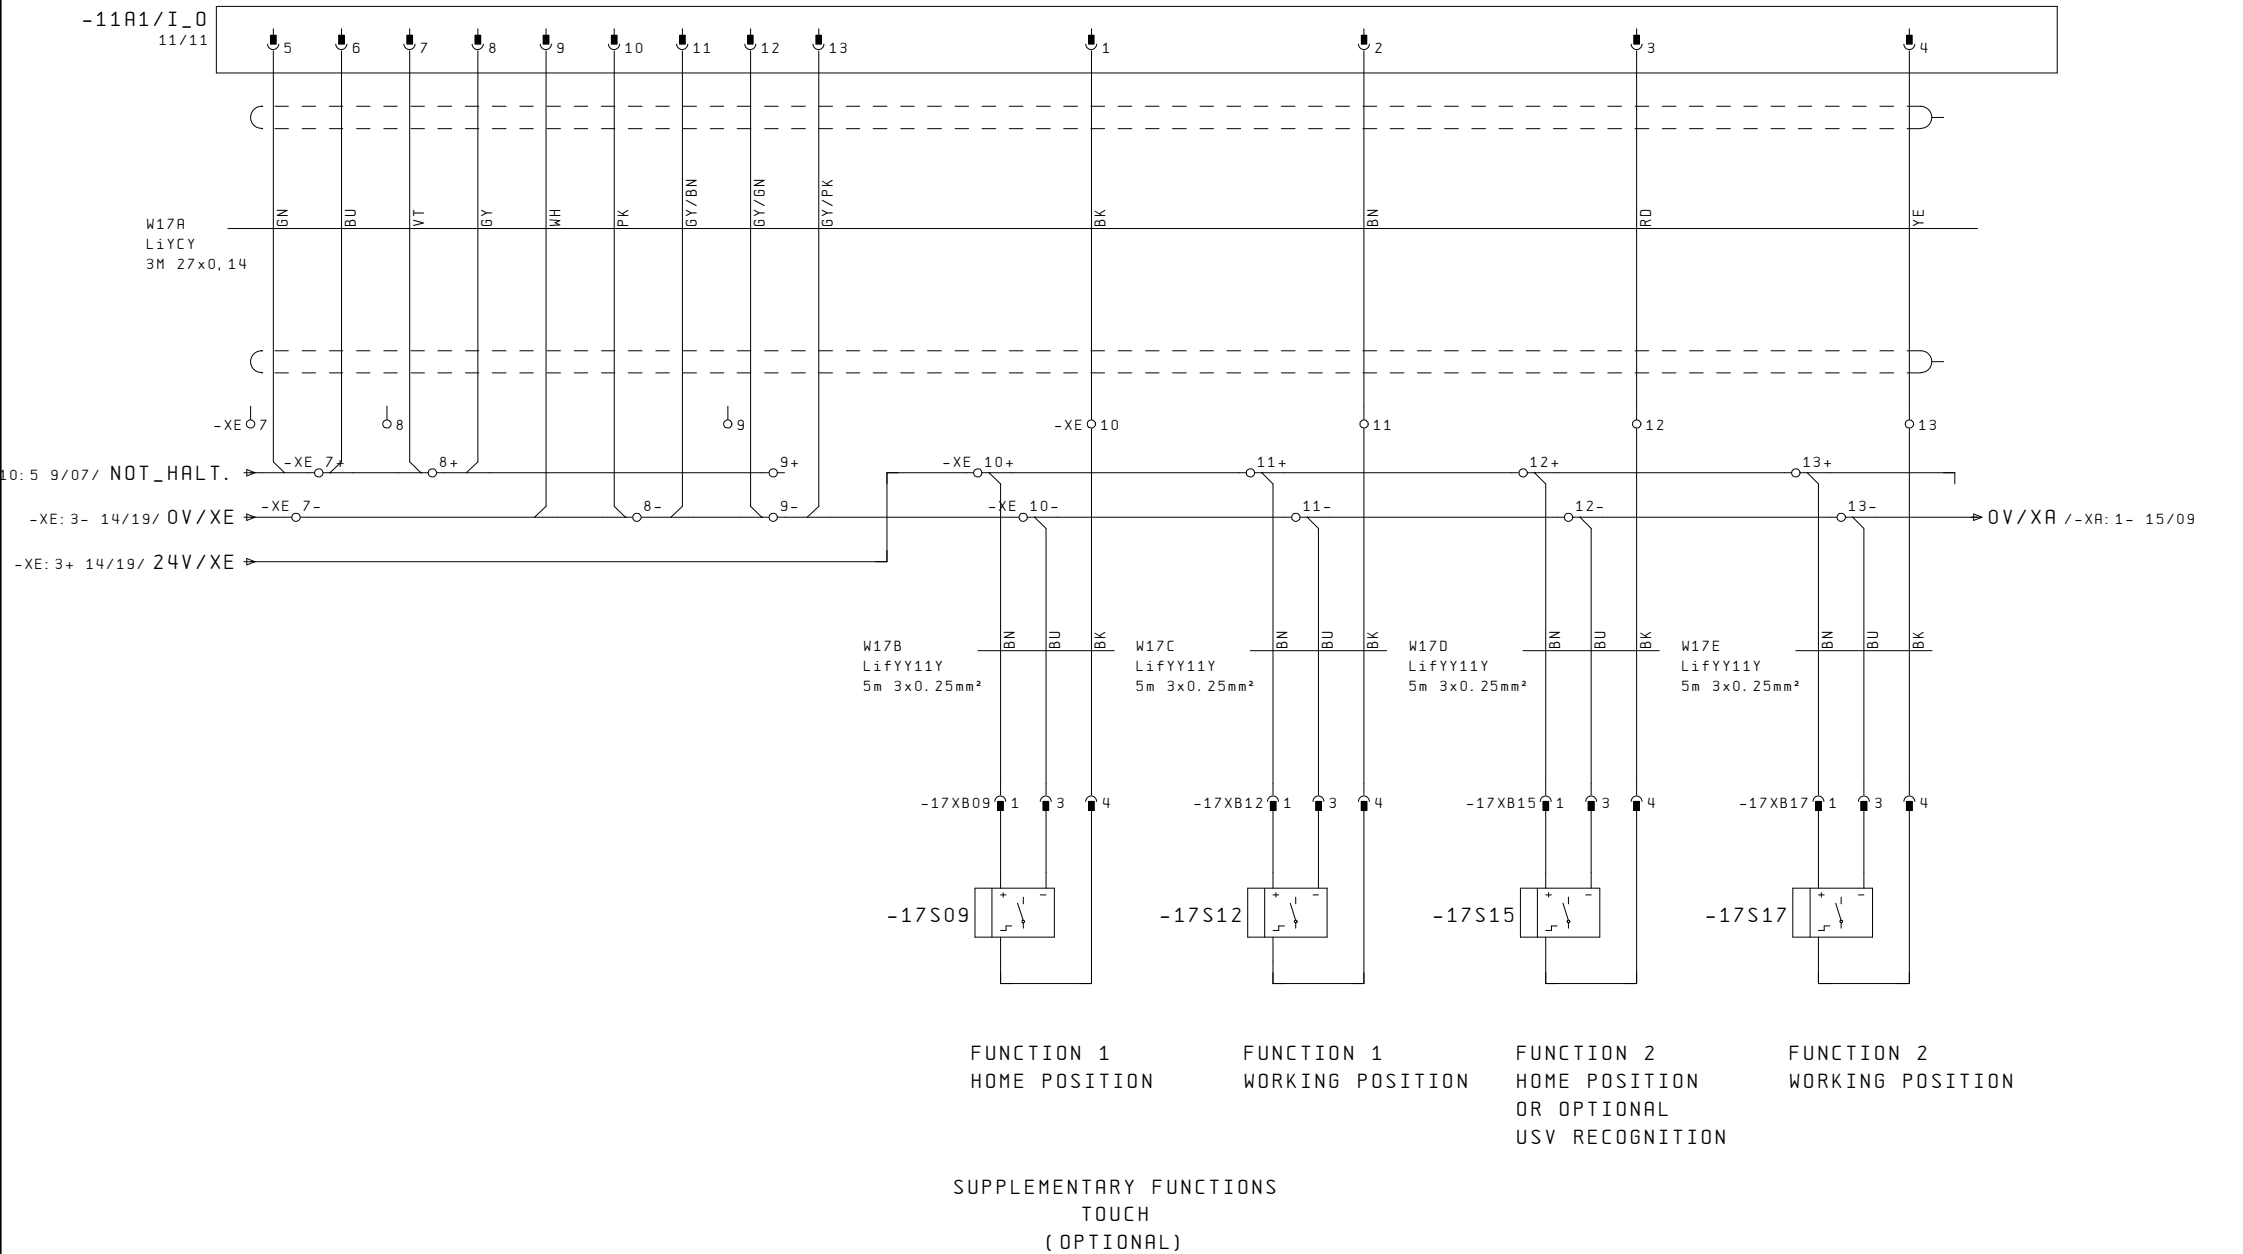 -11A1/I_O
11/11
5 6 7 8 9 10 11 12 13 1 2 3 4
GN BU VT GY WH PK GY/BN GY/GN GY/PK BK BN RD YE
W17A
LiYCY
3M 27x0,14
-XE 7 8 9 -XE 10 11 12 13
10:5 9/07/ NOT_HALT. -XE 7+ 8+ 9+ -XE 10+ 11+ 12+ 13+
-XE:3- 14/19/ 0V/XE -XE 7- 8- 9- -XE 10- 11- 12- 13- 0V/XA /-XA:1- 15/09
-XE:3+ 14/19/ 24V/XE
BN BU BK BN BU BK BN BU BK BN BU BK
W17B W17C W17D W17E
LifYY11Y LifYY11Y LifYY11Y LifYY11Y
5m 3x0.25mm² 5m 3x0.25mm² 5m 3x0.25mm² 5m 3x0.25mm²
-17XB09 1 3 4 -17XB12 1 3 4 -17XB15 1 3 4 -17XB17 1 3 4
+ - + - + - + -
-17S09 -17S12 -17S15 -17S17
FUNCTION 1
HOME POSITION
FUNCTION 1
WORKING POSITION
FUNCTION 2
HOME POSITION
OR OPTIONAL
USV RECOGNITION
FUNCTION 2
WORKING POSITION
SUPPLEMENTARY FUNCTIONS
TOUCH
(OPTIONAL)